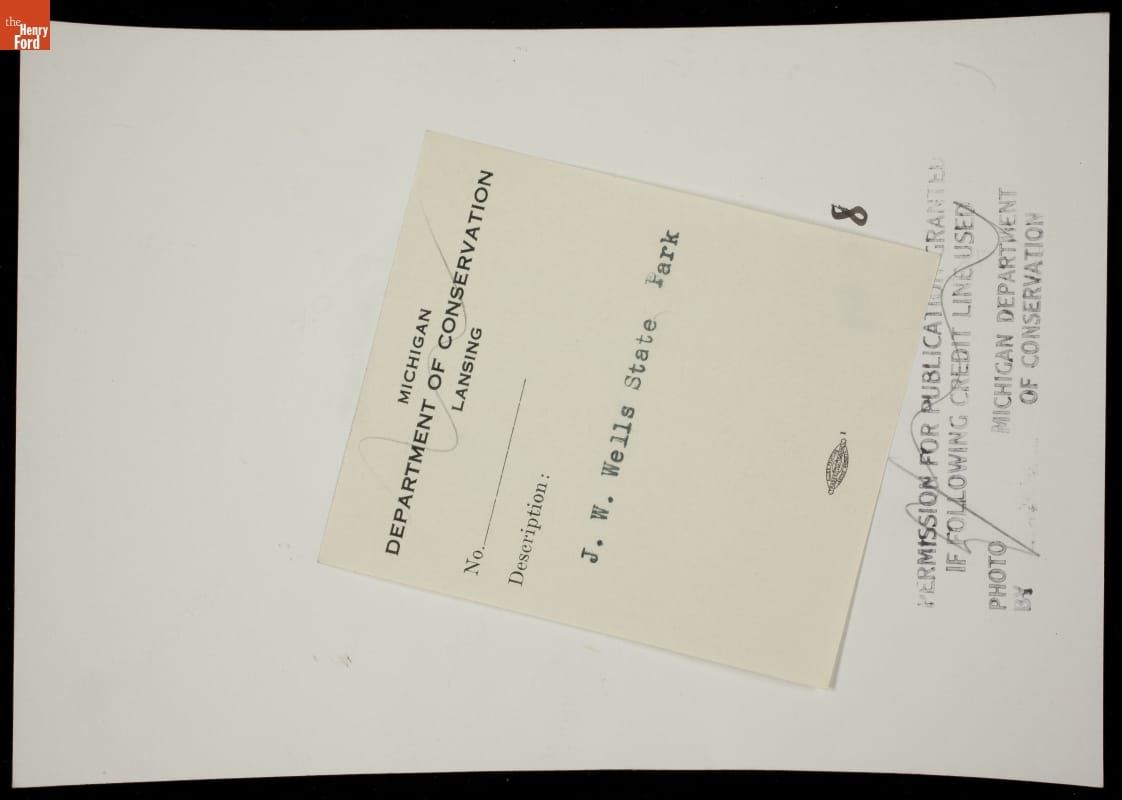 the
Henry
Ford
MICHIGAN
DEPARTMENT OF CONSERVATION
LANSING
No.
Description:
J. W. Wells State Park
8
PERMISSION FOR PUBLICATION GRANTED
IF FOLLOWING CREDIT LINE USED
PHOTO MICHIGAN DEPARTMENT
BY OF CONSERVATION